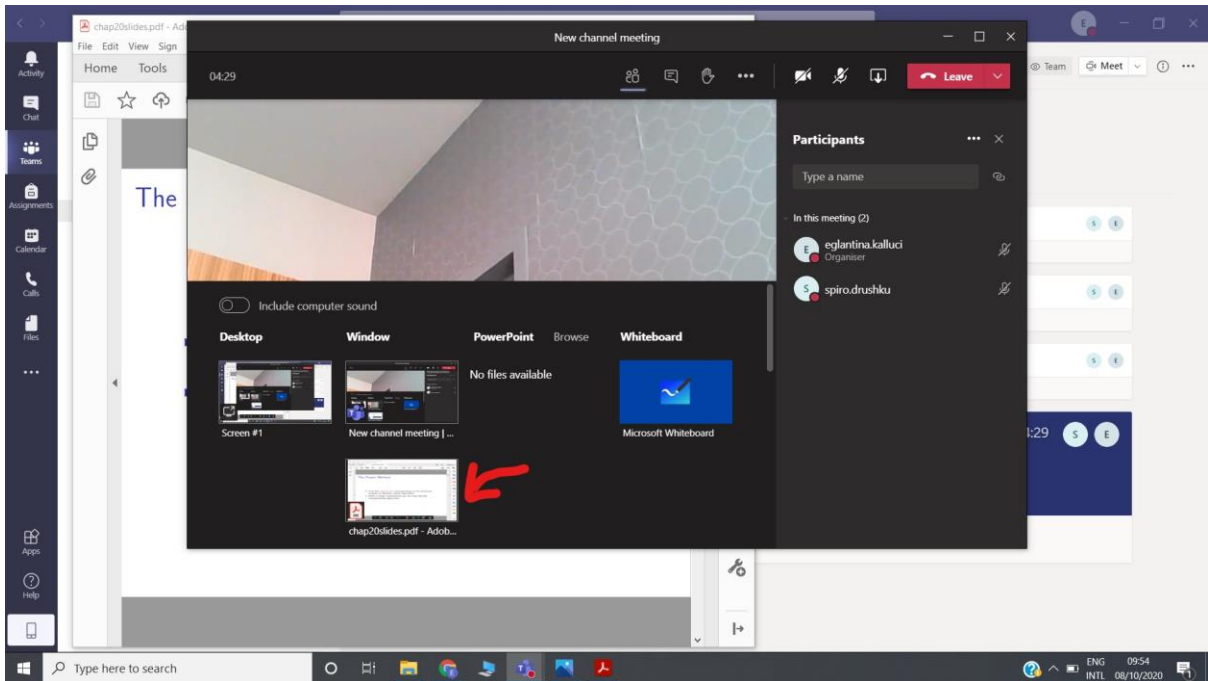 chap20slides.pdf - Ad
File Edit View Sign
Home Tools
The
Activity
Chat
Teams
Assignments
Calendar
Calls
Files
Apps
Help
New channel meeting
04:29
Leave
Participants
Type a name
In this meeting (2)
E eglantina.kalluci
Organiser
S spiro.drushku
Include computer sound
Desktop Window PowerPoint Browse Whiteboard
No files available
Screen #1 New channel meeting | ... Microsoft Whiteboard
chap20slides.pdf - Adob...
E
Team Meet
S E
S E
S E
:29 S E
Type here to search
ENG 09:54
INTL 08/10/2020